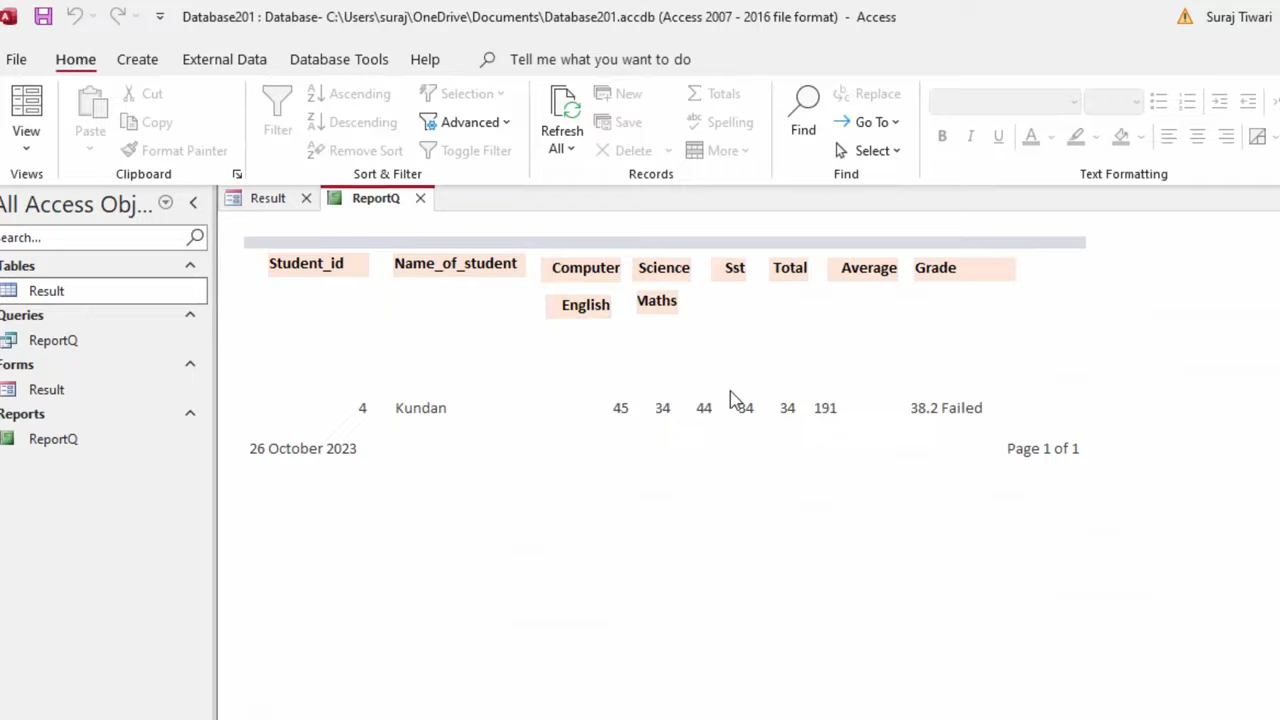 Database201 : Database- C:\Users\suraj\OneDrive\Documents\Database201.accdb (Access 2007 - 2016 file format) - Access
Suraj Tiwari
File Home Create External Data Database Tools Help Tell me what you want to do
View
Views
Paste
Cut
Copy
Format Painter
Clipboard
Filter
Ascending
Descending
Remove Sort
Selection
Advanced
Toggle Filter
Sort & Filter
Refresh
All
New
Save
Delete
Totals
Spelling
More
Records
Find
Replace
Go To
Select
Find
B I U A
Text Formatting
All Access Obj...
Search...
Tables
Result
Queries
ReportQ
Forms
Result
Reports
ReportQ
Result ReportQ
Student_id Name_of_student Computer Science Sst Total Average Grade
English Maths
4 Kundan 45 34 44 34 191 38.2 Failed
26 October 2023 Page 1 of 1